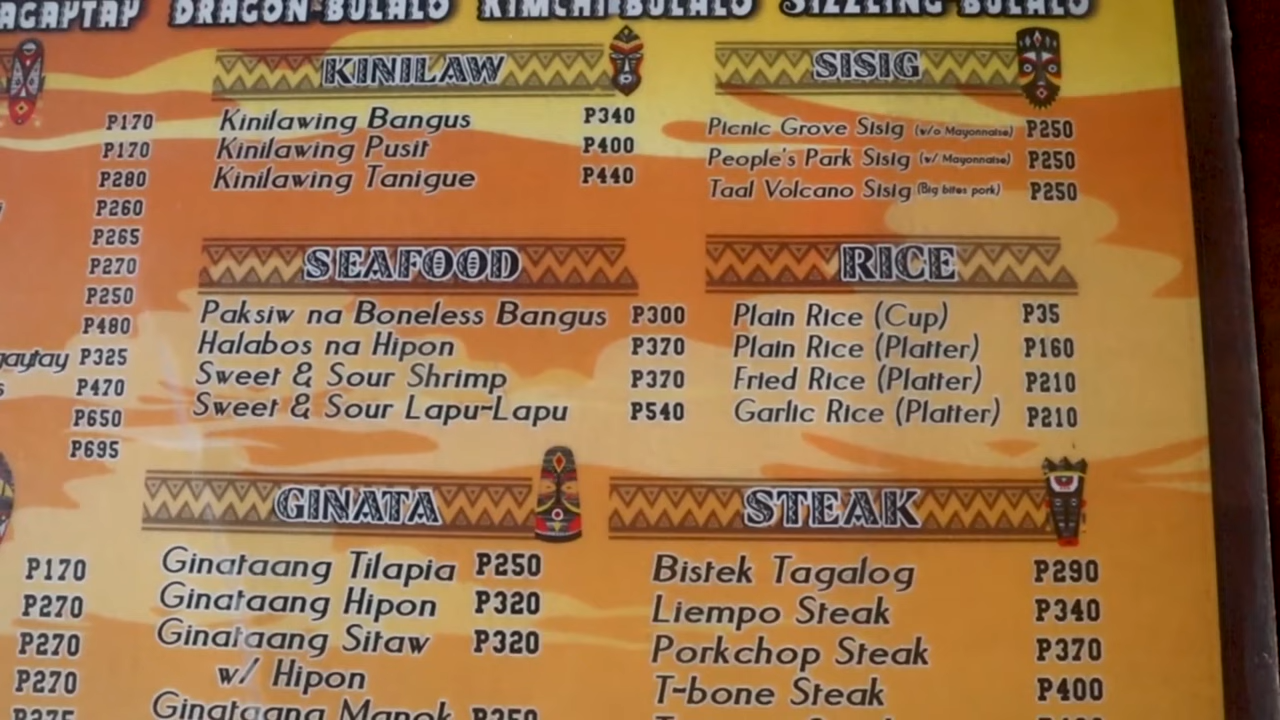 DRAGON BULALO KIMCHI BULALO SIZZLING BULALO
P170
P170
P280
P260
P265
P270
P250
P480
P325
P470
P650
P695
P170
P270
P270
P270
KINILAW
Kinilawing Bangus P340
Kinilawing Pusit P400
Kinilawing Tanigue P440
SISIG
Picnic Grove Sisig (w/o Mayonnaise) P250
People's Park Sisig (w/ Mayonnaise) P250
Taal Volcano Sisig (Big bites pork) P250
SEAFOOD
Paksiw na Boneless Bangus P300
Halabos na Hipon P370
Sweet & Sour Shrimp P370
Sweet & Sour Lapu-Lapu P540
RICE
Plain Rice (Cup) P35
Plain Rice (Platter) P160
Fried Rice (Platter) P210
Garlic Rice (Platter) P210
GINATA
Ginataang Tilapia P250
Ginataang Hipon P320
Ginataang Sitaw P320
w/ Hipon
Ginataang Manok P350
STEAK
Bistek Tagalog P290
Liempo Steak P340
Porkchop Steak P370
T-bone Steak P400